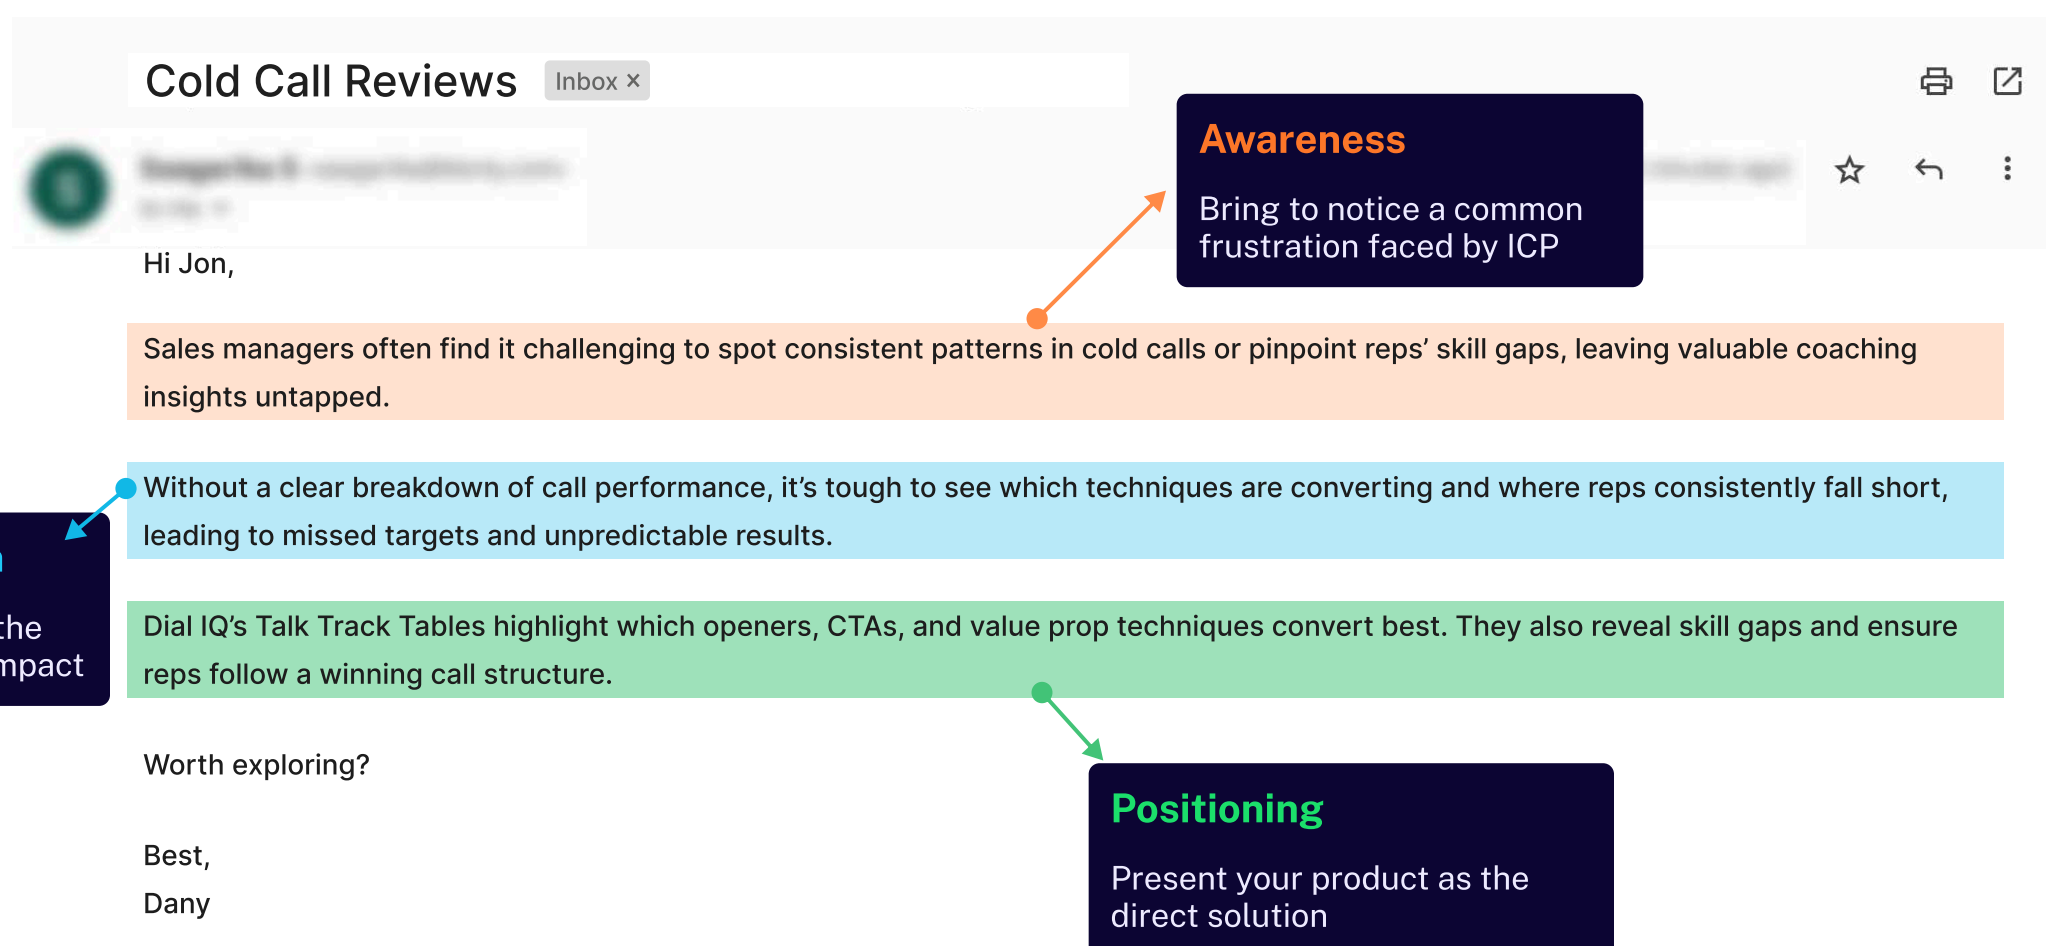 Cold Call Reviews Inbox ×
Awareness
Bring to notice a common
frustration faced by ICP
Hi Jon,
Sales managers often find it challenging to spot consistent patterns in cold calls or pinpoint reps’ skill gaps, leaving valuable coaching
insights untapped.
Without a clear breakdown of call performance, it’s tough to see which techniques are converting and where reps consistently fall short,
leading to missed targets and unpredictable results.
the
mpact
Dial IQ’s Talk Track Tables highlight which openers, CTAs, and value prop techniques convert best. They also reveal skill gaps and ensure
reps follow a winning call structure.
Worth exploring?
Positioning
Present your product as the
direct solution
Best,
Dany